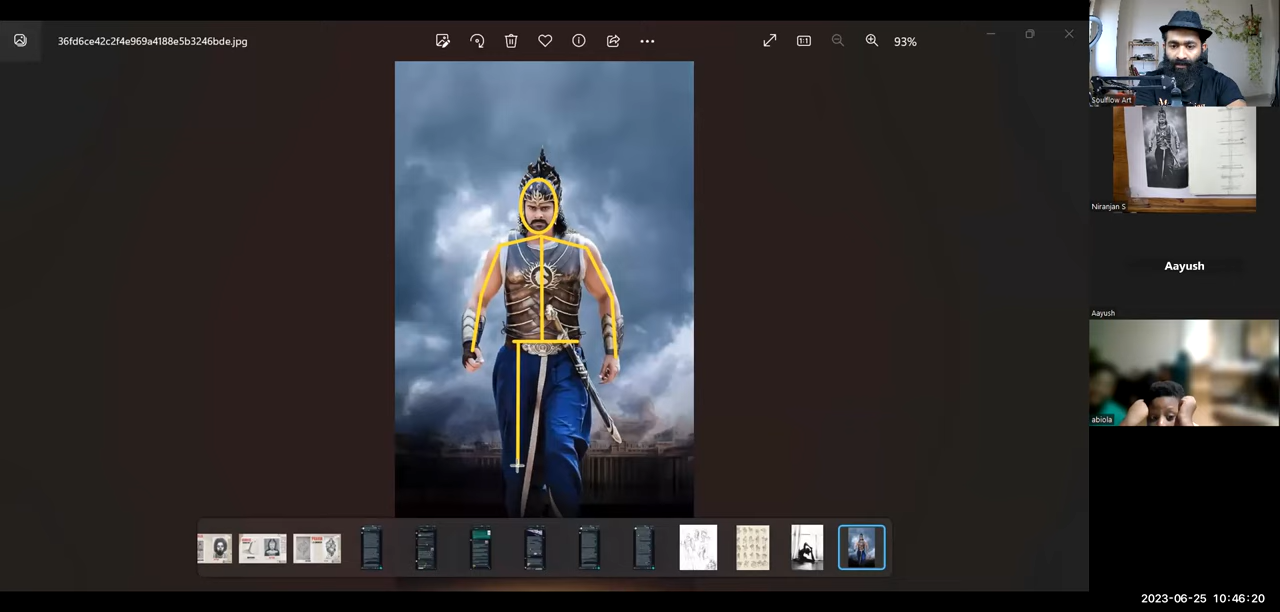 36fd6ce42c2f4e969a4188e5b3246bde.jpg
93%
Soulflow Art
Niranjan S
Aayush
Aayush
abiola
2023-06-25 10:46:20